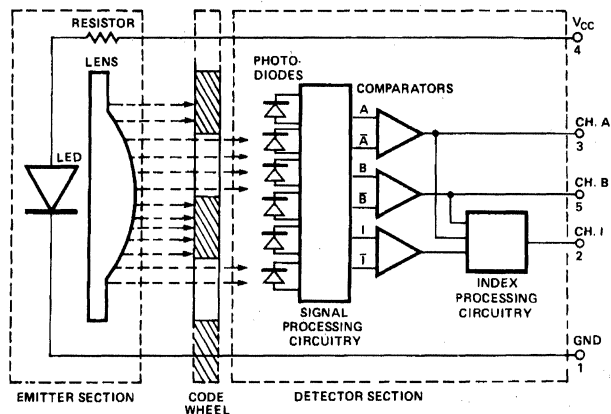 RESISTOR
V_CC
4
LENS
PHOTO-
DIODES
COMPARATORS
LED
A
A̅
B
B̅
I
I̅
CH. A
3
CH. B
5
CH. I
2
SIGNAL
PROCESSING
CIRCUITRY
INDEX
PROCESSING
CIRCUITRY
GND
1
EMITTER SECTION
CODE
WHEEL
DETECTOR SECTION